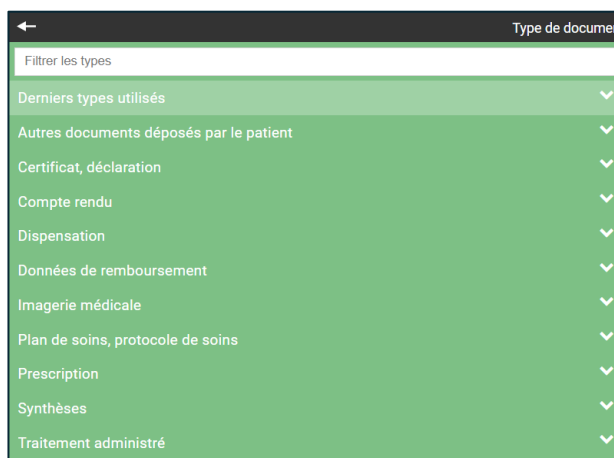 Type de documen
Filtrer les types
Derniers types utilisés
Autres documents déposés par le patient
Certificat, déclaration
Compte rendu
Dispensation
Données de remboursement
Imagerie médicale
Plan de soins, protocole de soins
Prescription
Synthèses
Traitement administré